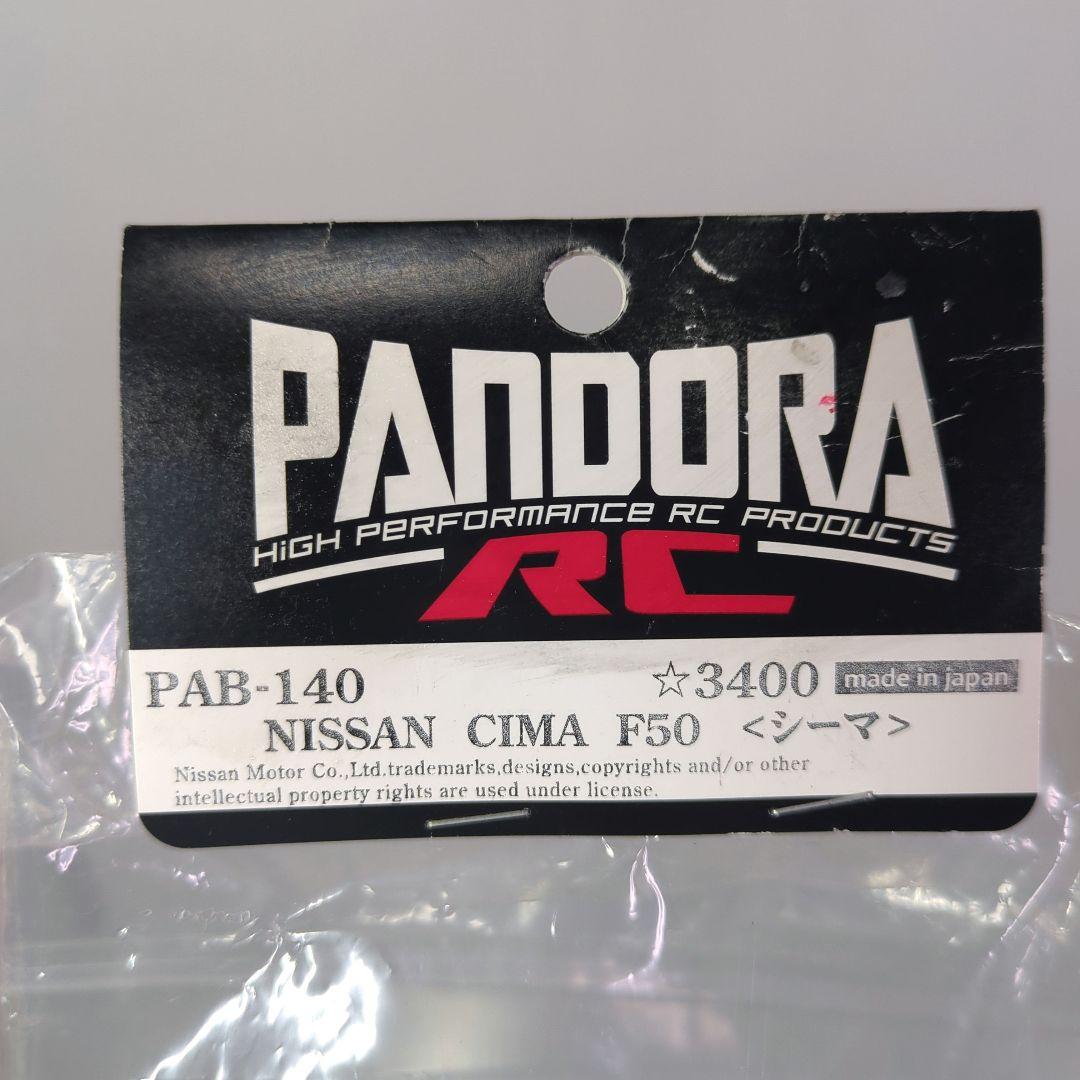 PANDORA
HIGH PERFORMANCE RC PRODUCTS
RC
PAB-140 ☆3400 made in japan
NISSAN CIMA F50 <シーマ>
Nissan Motor Co.,Ltd.trademarks,designs,copyrights and/or other
intellectual property rights are used under license.